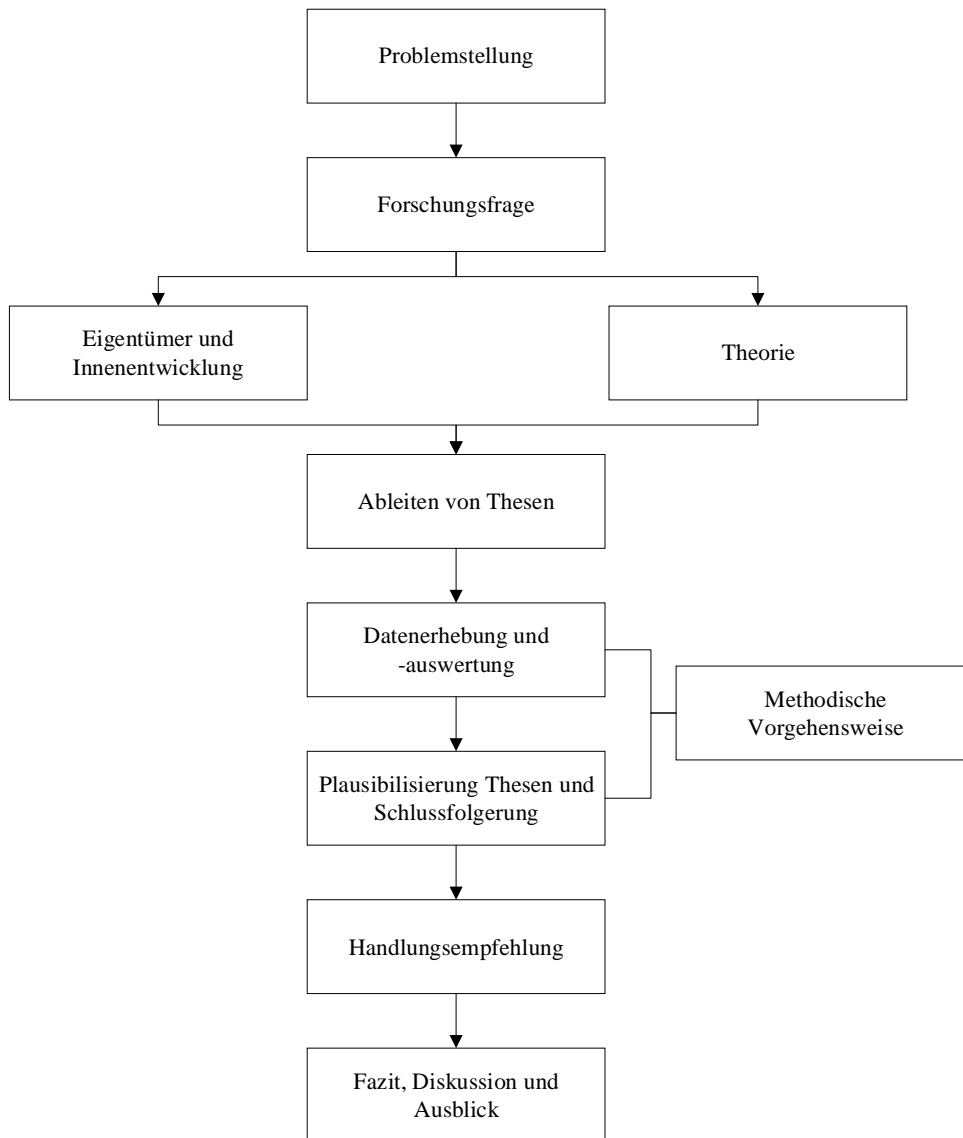 Problemstellung
Forschungsfrage
Eigentümer und
Innenentwicklung
Theorie
Ableiten von Thesen
Datenerhebung und
-auswertung
Methodische
Vorgehensweise
Plausibilisierung Thesen und
Schlussfolgerung
Handlungsempfehlung
Fazit, Diskussion und
Ausblick